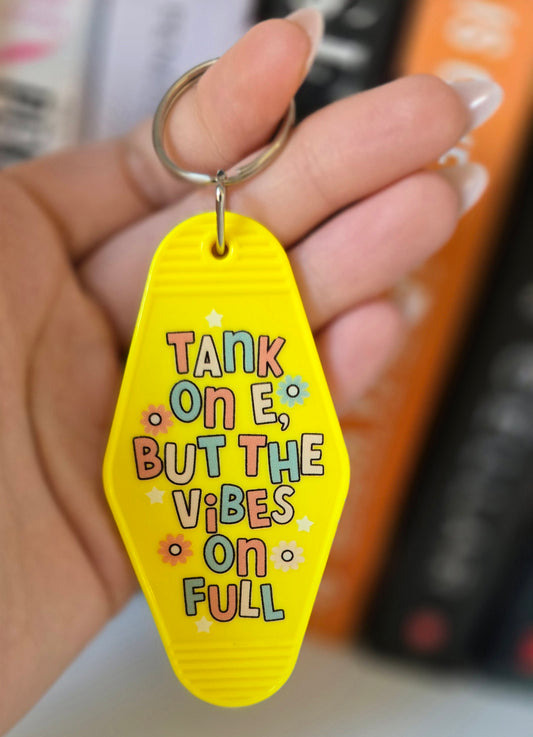 TANK
ON E,
BUT THE
ViBES
ON
FULL